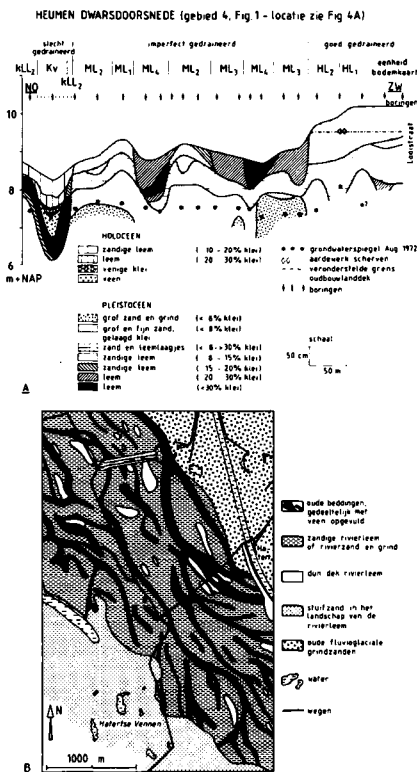 HEUMEN DWARSDOORSNEDE (gebied 4, Fig. 1 - locatie zie Fig 4A)
slecht gedraineerd
imperfect gedraineerd
goed gedraineerd
kLL2 Kv kLL2 ML2 ML1 ML4 ML2 ML3 ML4 ML3 HL2 HL1
eenheid bodemkaart
NO
ZW
boringen
Looistraat
10
8
6
m + NAP
HOLOCEEN
zandige leem (10 - 20% klei)
leem (20 30% klei)
venige klei
veen
grondwaterspiegel Aug 1972
aardewerk scherven
veronderstelde grens oudbouwlanddek
boringen
PLEISTOCEEN
grof zand en grind (< 8% klei)
grof en fijn zand, gelaagd klei (< 8% klei)
zand en leemlaagjes (< 8->30% klei)
zandige leem (8 - 15% klei)
zandige leem (15 - 20% klei)
leem (20 30% klei)
leem (<30% klei)
schaal
50 cm
50 m
A
oude beddingen, gedeeltelijk met veen opgevuld
zandige rivierleem of rivierzand en grind
dun dek rivierleem
stuifzand in het landschap van de rivierleem
oude fluvioglaciale grindzanden
water
wegen
Hatert
Hatertse Vennen
N
1000 m
B